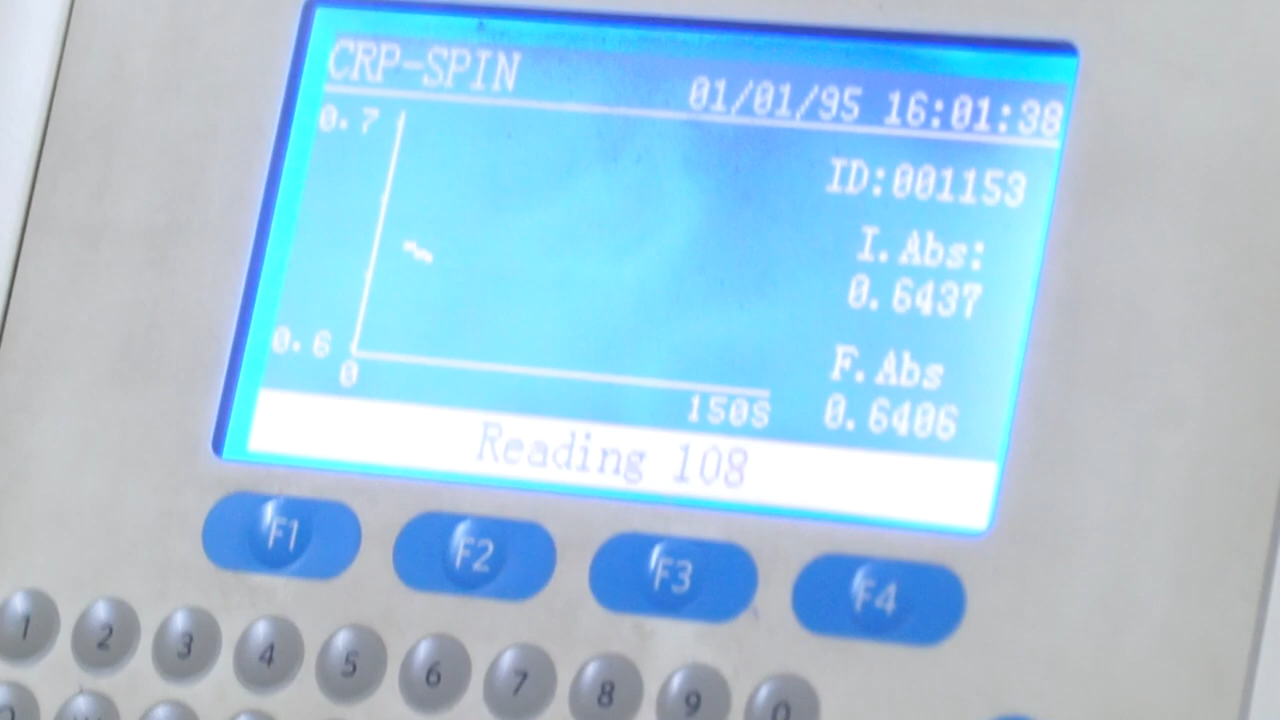 CRP-SPIN
01/01/95 16:01:38
0.7
ID:001153
I.Abs:
0.6437
F.Abs
0.6406
0.6
0
150S
Reading 108
F1 F2 F3 F4
1 2 3 4 5 6 7 8 9 0